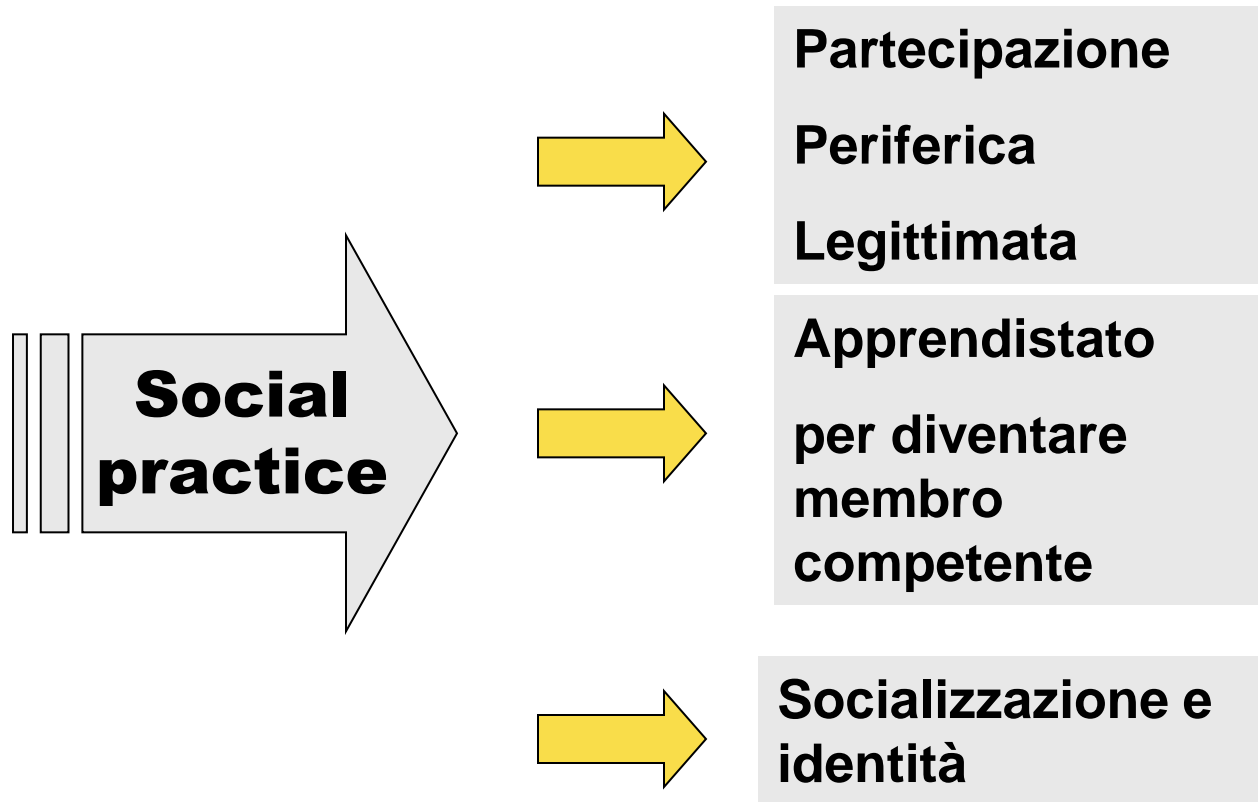 Social
practice
Partecipazione
Periferica
Legittimata
Apprendistato
per diventare
membro
competente
Socializzazione e
identità